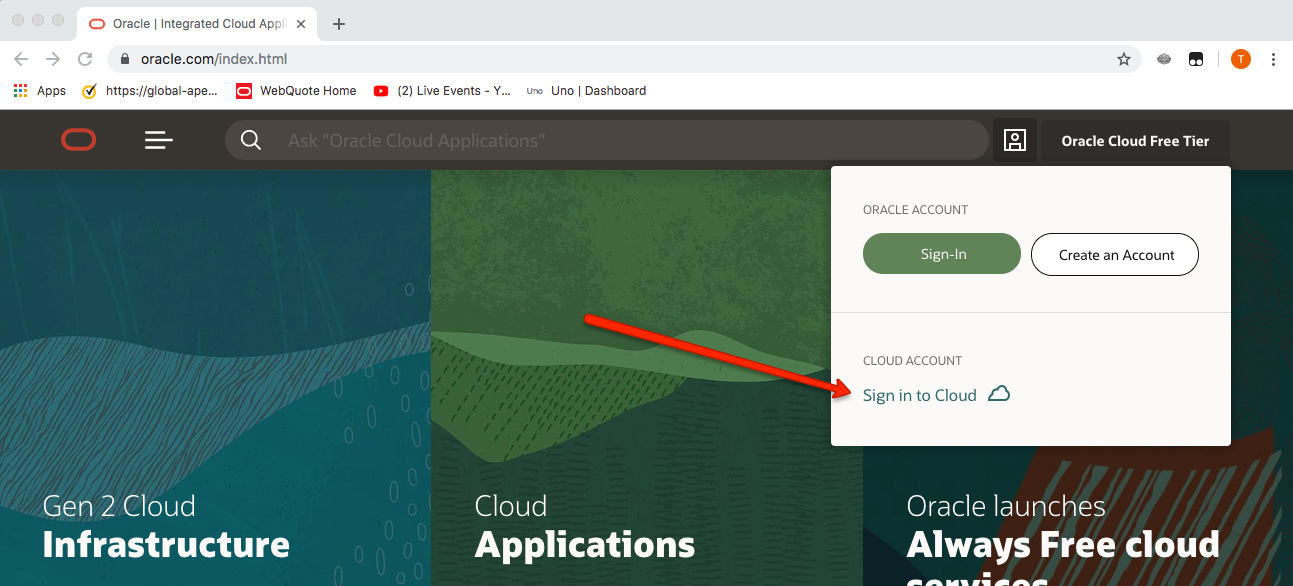 Oracle | Integrated Cloud Appl
oracle.com/index.html
T
Apps
https://global-ape...
WebQuote Home
(2) Live Events - Y...
Uno
Uno | Dashboard
Ask "Oracle Cloud Applications"
Oracle Cloud Free Tier
ORACLE ACCOUNT
Sign-In
Create an Account
CLOUD ACCOUNT
Sign in to Cloud
Gen 2 Cloud
Infrastructure
Cloud
Applications
Oracle launches
Always Free cloud
services